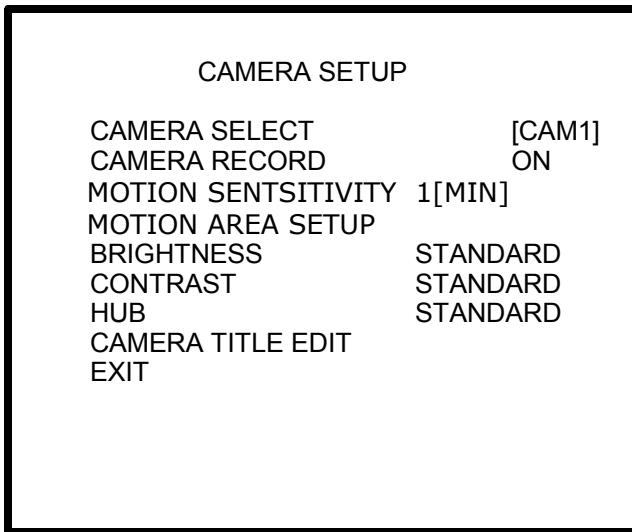 CAMERA SETUP
CAMERA SELECT [CAM1]
CAMERA RECORD ON
MOTION SENTSITIVITY 1[MIN]
MOTION AREA SETUP
BRIGHTNESS STANDARD
CONTRAST STANDARD
HUB STANDARD
CAMERA TITLE EDIT
EXIT